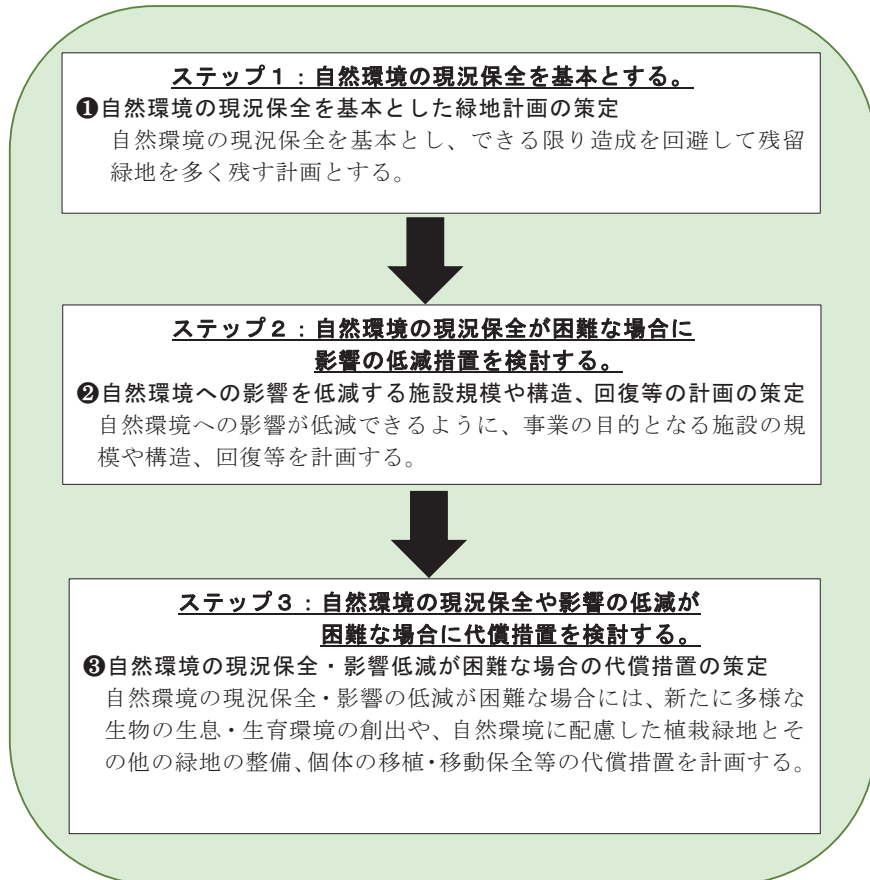 ステップ1：自然環境の現況保全を基本とする。
❶自然環境の現況保全を基本とした緑地計画の策定
自然環境の現況保全を基本とし、できる限り造成を回避して残留
緑地を多く残す計画とする。
ステップ2：自然環境の現況保全が困難な場合に
影響の低減措置を検討する。
❷自然環境への影響を低減する施設規模や構造、回復等の計画の策定
自然環境への影響が低減できるように、事業の目的となる施設の規
模や構造、回復等を計画する。
ステップ3：自然環境の現況保全や影響の低減が
困難な場合に代償措置を検討する。
❸自然環境の現況保全・影響低減が困難な場合の代償措置の策定
自然環境の現況保全・影響の低減が困難な場合には、新たに多様な
生物の生息・生育環境の創出や、自然環境に配慮した植栽緑地とそ
の他の緑地の整備、個体の移植・移動保全等の代償措置を計画する。